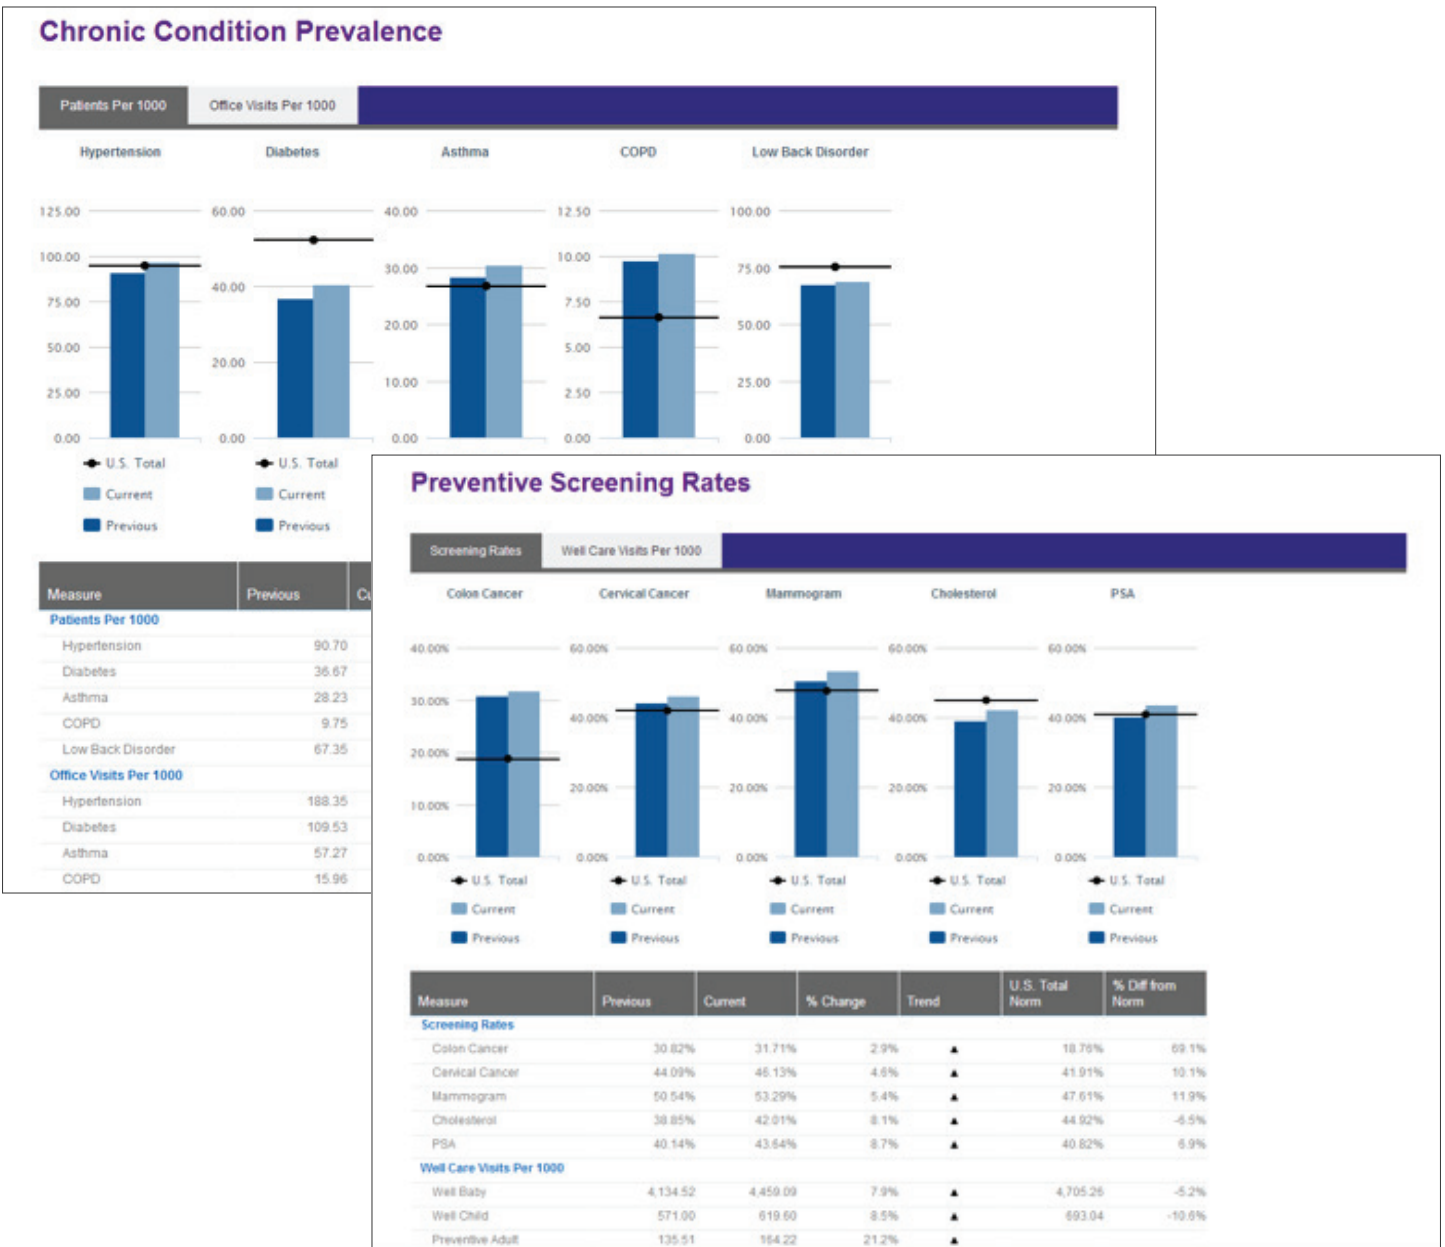 Chronic Condition Prevalence
Patients Per 1000 Office Visits Per 1000
Hypertension Diabetes Asthma COPD Low Back Disorder
125.00 60.00 40.00 12.50 100.00
100.00 40.00 30.00 10.00 75.00
75.00 20.00 20.00 7.50 50.00
50.00 0.00 10.00 5.00 25.00
25.00 0.00 2.50 0.00
0.00 0.00
U.S. Total U.S. Total
Current Current
Previous Previous
Measure Previous Cu
Patients Per 1000
Hypertension 90.70
Diabetes 36.67
Asthma 28.23
COPD 9.75
Low Back Disorder 67.35
Office Visits Per 1000
Hypertension 188.35
Diabetes 109.53
Asthma 57.27
COPD 15.96
Preventive Screening Rates
Screening Rates Well Care Visits Per 1000
Colon Cancer Cervical Cancer Mammogram Cholesterol PSA
40.00% 60.00% 60.00% 60.00% 60.00%
30.00% 40.00% 40.00% 40.00% 40.00%
20.00% 20.00% 20.00% 20.00% 20.00%
10.00% 0.00% 0.00% 0.00% 0.00%
0.00%
U.S. Total U.S. Total U.S. Total U.S. Total U.S. Total
Current Current Current Current Current
Previous Previous Previous Previous Previous
Measure Previous Current % Change Trend U.S. Total Norm % Diff from Norm
Screening Rates
Colon Cancer 30.82% 31.71% 2.9% ▲ 18.76% 69.1%
Cervical Cancer 44.09% 46.13% 4.6% ▲ 41.91% 10.1%
Mammogram 50.54% 53.29% 5.4% ▲ 47.61% 11.9%
Cholesterol 38.85% 42.01% 8.1% ▲ 44.92% -6.5%
PSA 40.14% 43.64% 8.7% ▲ 40.82% 6.9%
Well Care Visits Per 1000
Well Baby 4,134.52 4,459.09 7.9% ▲ 4,705.26 -5.2%
Well Child 571.00 619.60 8.5% ▲ 693.04 -10.6%
Preventive Adult 135.51 164.22 21.2% ▲